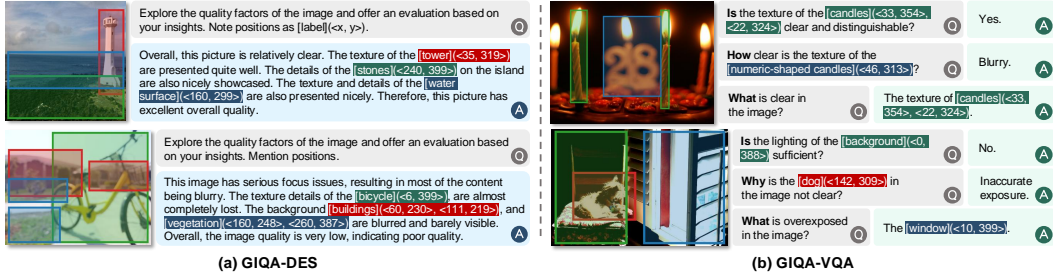 Explore the quality factors of the image and offer an evaluation based on
your insights. Note positions as [label](<x, y>).
Q
Overall, this picture is relatively clear. The texture of the [tower](<35, 319>)
are presented quite well. The details of the [stones](<240, 399>) on the island
are also nicely showcased. The texture and details of the [water
surface](<160, 299>) are also presented nicely. Therefore, this picture has
excellent overall quality.
A
Explore the quality factors of the image and offer an evaluation based
on your insights. Mention positions.
Q
This image has serious focus issues, resulting in most of the content
being blurry. The texture details of the [bicycle](<6, 399>), are almost
completely lost. The background [buildings](<60, 230>, <111, 219>), and
[vegetation](<160, 248>, <260, 387>) are blurred and barely visible.
Overall, the image quality is very low, indicating poor quality.
A
(a) GIQA-DES
Is the texture of the [candles](<33, 354>,
<22, 324>) clear and distinguishable?
Q
Yes.
A
How clear is the texture of the
[numeric-shaped candles](<46, 313>)?
Q
Blurry.
A
What is clear in
the image?
Q
The texture of [candles](<33,
354>, <22, 324>).
A
Is the lighting of the [background](<0,
388>) sufficient?
Q
No.
A
Why is the [dog](<142, 309>) in
the image not clear?
Q
Inaccurate
exposure.
A
What is overexposed
in the image?
Q
The [window](<10, 399>).
A
(b) GIQA-VQA